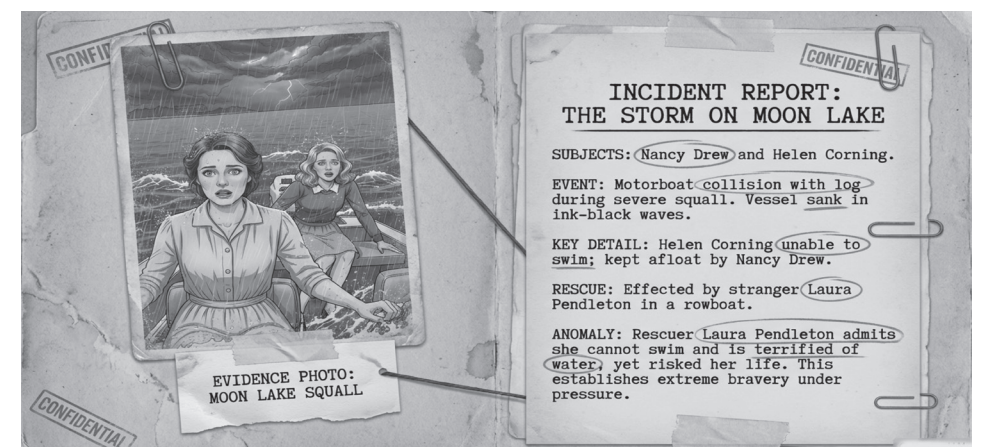 CONFIDENTIAL
EVIDENCE PHOTO:
MOON LAKE SQUALL
CONFIDENTIAL
CONFIDENTIAL
INCIDENT REPORT:
THE STORM ON MOON LAKE
SUBJECTS: Nancy Drew and Helen Corning.
EVENT: Motorboat collision with log
during severe squall. Vessel sank in
ink-black waves.
KEY DETAIL: Helen Corning unable to
swim; kept afloat by Nancy Drew.
RESCUE: Effected by stranger Laura
Pendleton in a rowboat.
ANOMALY: Rescuer Laura Pendleton admits
she cannot swim and is terrified of
water, yet risked her life. This
establishes extreme bravery under
pressure.